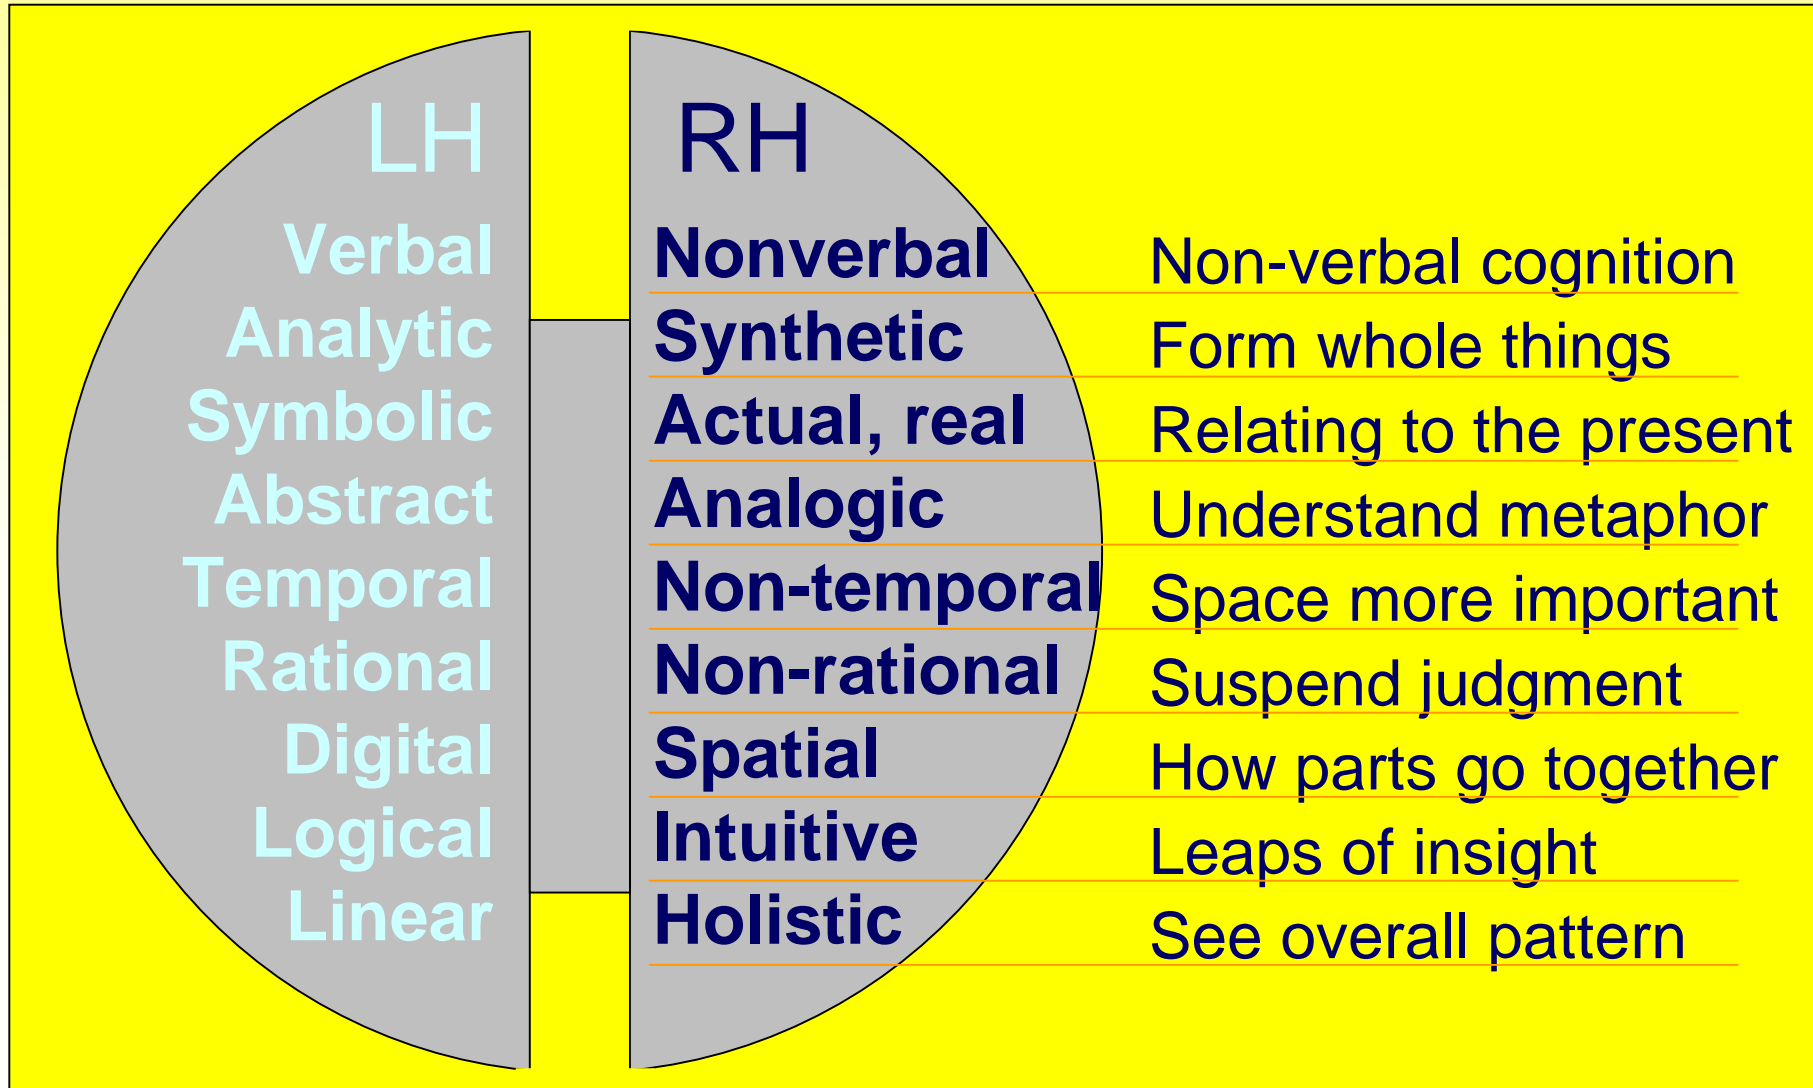 LH
Verbal
Analytic
Symbolic
Abstract
Temporal
Rational
Digital
Logical
Linear
RH
Nonverbal
Synthetic
Actual, real
Analogic
Non-temporal
Non-rational
Spatial
Intuitive
Holistic
Non-verbal cognition
Form whole things
Relating to the present
Understand metaphor
Space more important
Suspend judgment
How parts go together
Leaps of insight
See overall pattern